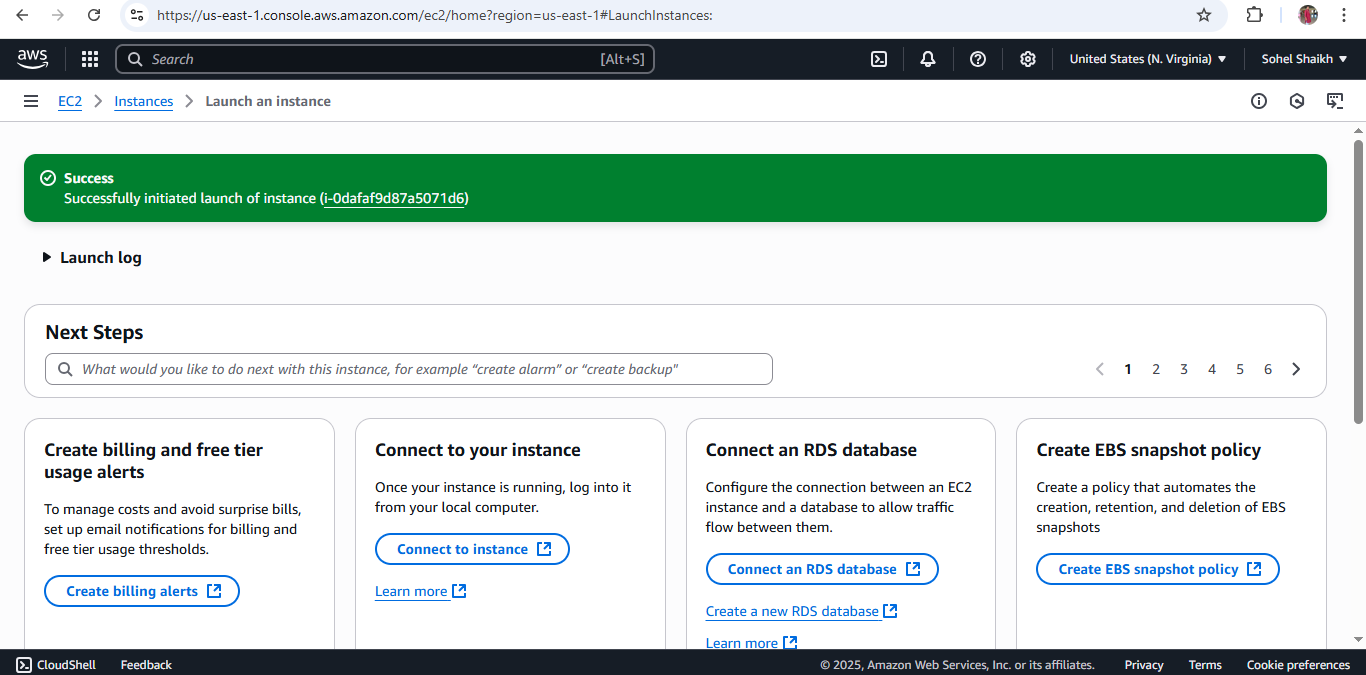 https://us-east-1.console.aws.amazon.com/ec2/home?region=us-east-1#LaunchInstances:
aws
Search [Alt+S]
United States (N. Virginia)
Sohel Shaikh
EC2 Instances Launch an instance
Success
Successfully initiated launch of instance (i-0dafaf9d87a5071d6)
Launch log
Next Steps
What would you like to do next with this instance, for example “create alarm” or “create backup"
1 2 3 4 5 6
Create billing and free tier
usage alerts
To manage costs and avoid surprise bills,
set up email notifications for billing and
free tier usage thresholds.
Create billing alerts
Connect to your instance
Once your instance is running, log into it
from your local computer.
Connect to instance
Learn more
Connect an RDS database
Configure the connection between an EC2
instance and a database to allow traffic
flow between them.
Connect an RDS database
Create a new RDS database
Learn more
Create EBS snapshot policy
Create a policy that automates the
creation, retention, and deletion of EBS
snapshots
Create EBS snapshot policy
CloudShell Feedback © 2025, Amazon Web Services, Inc. or its affiliates. Privacy Terms Cookie preferences